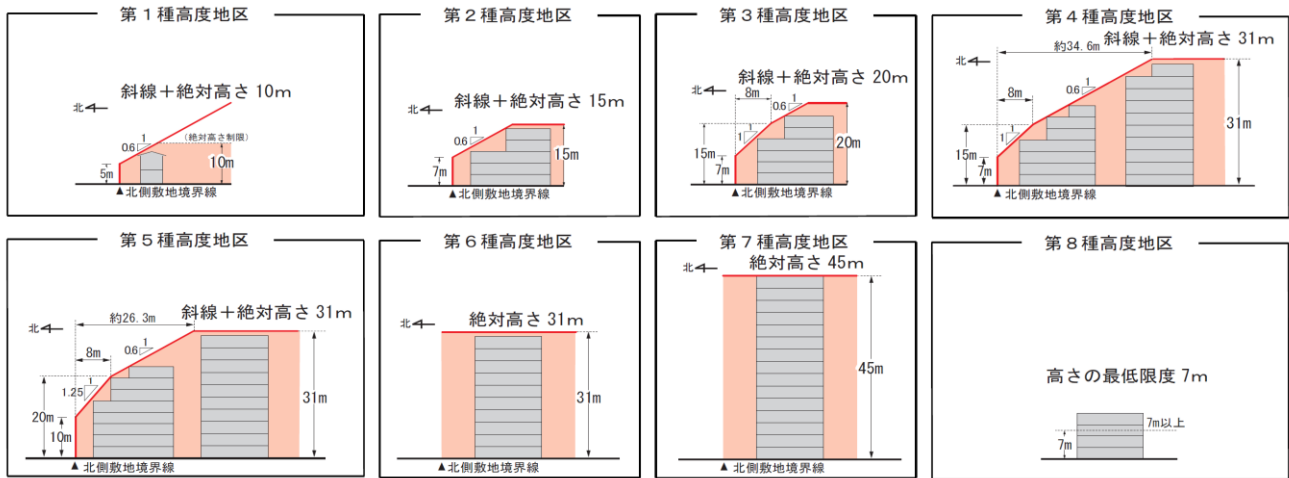 第1種高度地区
斜線+絶対高さ 10m
北
1
0.6
(絶対高さ制限)
10m
5m
▲北側敷地境界線
第2種高度地区
斜線+絶対高さ 15m
北
1
0.6
7m
15m
▲北側敷地境界線
第3種高度地区
斜線+絶対高さ 20m
北
8m
1
0.6
1
1
15m
7m
20m
▲北側敷地境界線
第4種高度地区
斜線+絶対高さ 31m
約34.6m
北
8m
1
0.6
1
1
15m
7m
31m
▲北側敷地境界線
第5種高度地区
斜線+絶対高さ 31m
約26.3m
北
8m
1
0.6
1
1.25
20m
10m
31m
▲北側敷地境界線
第6種高度地区
北
絶対高さ 31m
31m
▲北側敷地境界線
第7種高度地区
北
絶対高さ 45m
45m
▲北側敷地境界線
第8種高度地区
高さの最低限度 7m
7m以上
7m